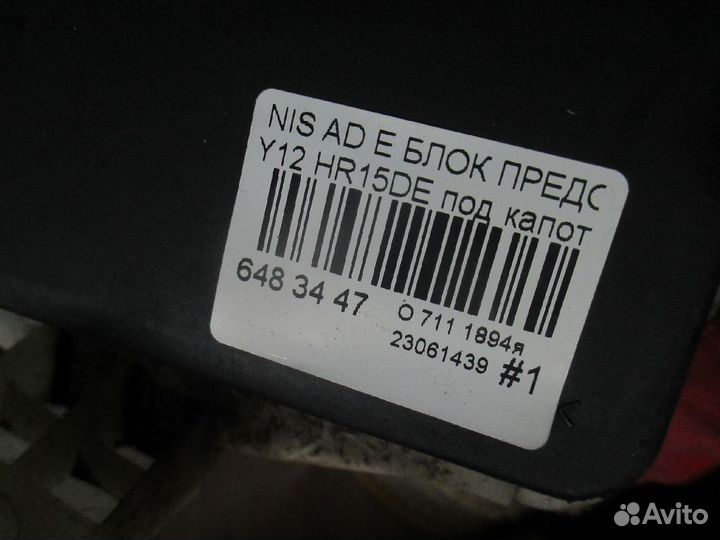 NIS AD E БЛОК ПРЕДО
Y12 HR15DE под капот
648 34 47
О 711 1894я
23061439 #1
Avito